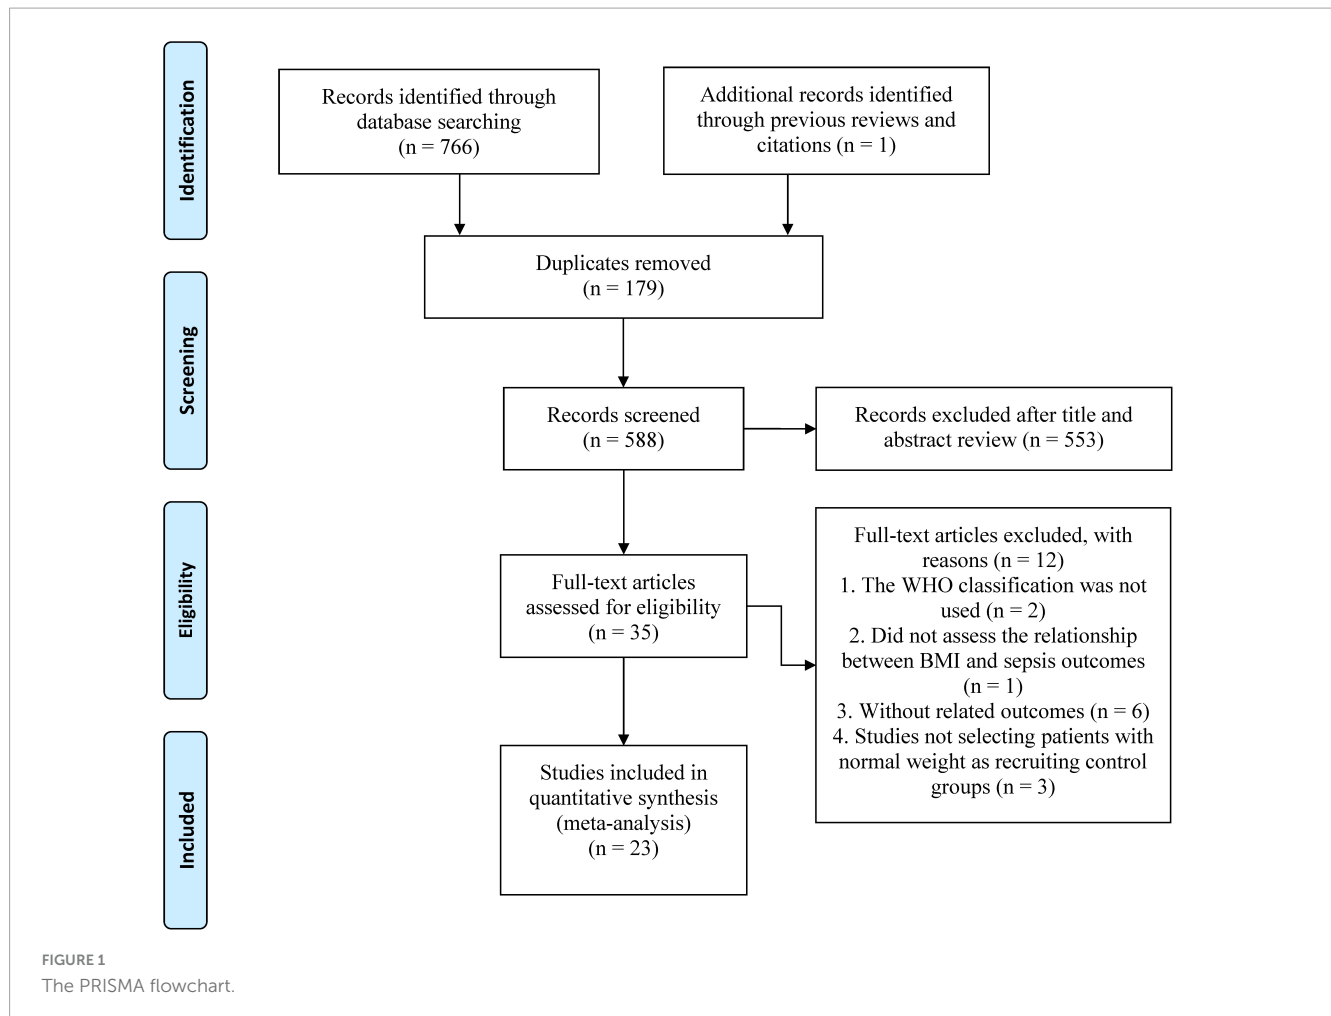 Identification
Records identified through
database searching
(n = 766)
Additional records identified
through previous reviews and
citations (n = 1)
Duplicates removed
(n = 179)
Screening
Records screened
(n = 588)
Records excluded after title and
abstract review (n = 553)
Eligibility
Full-text articles
assessed for eligibility
(n = 35)
Full-text articles excluded, with
reasons (n = 12)
1. The WHO classification was not
used (n = 2)
2. Did not assess the relationship
between BMI and sepsis outcomes
(n = 1)
3. Without related outcomes (n = 6)
4. Studies not selecting patients with
normal weight as recruiting control
groups (n = 3)
Included
Studies included in
quantitative synthesis
(meta-analysis)
(n = 23)
FIGURE 1
The PRISMA flowchart.